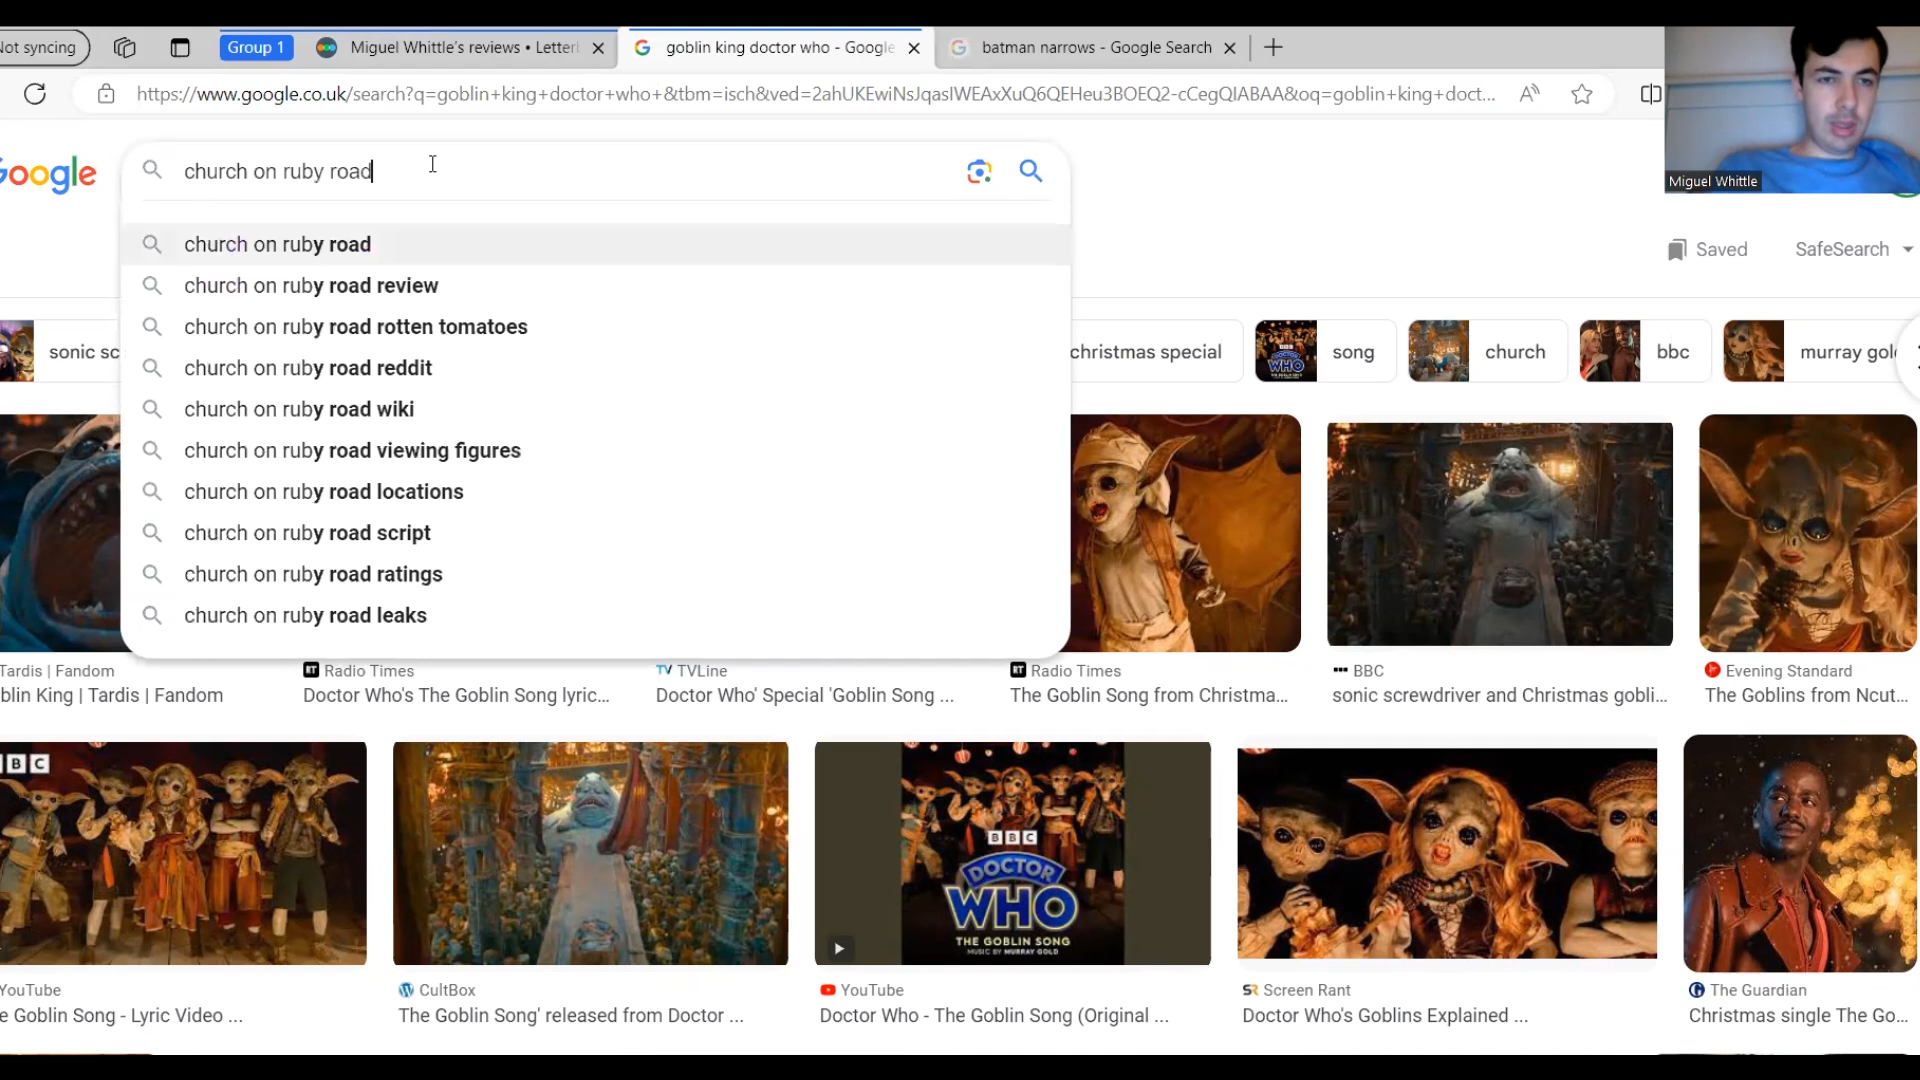 Not syncing
Group 1
Miguel Whittle's reviews • Letter
goblin king doctor who - Google
batman narrows - Google Search
https://www.google.co.uk/search?q=goblin+king+doctor+who+&tbm=isch&ved=2ahUKEwiNsJqasIWEAxXuQ6QEHeu3BOEQ2-cCegQIABAA&oq=goblin+king+doct...
Miguel Whittle
Google
church on ruby road
church on ruby road
church on ruby road review
church on ruby road rotten tomatoes
church on ruby road reddit
church on ruby road wiki
church on ruby road viewing figures
church on ruby road locations
church on ruby road script
church on ruby road ratings
church on ruby road leaks
Saved
SafeSearch
sonic sc
christmas special
song
church
bbc
murray gol
Tardis | Fandom
blin King | Tardis | Fandom
RT Radio Times
Doctor Who's The Goblin Song lyric...
TV TVLine
Doctor Who' Special 'Goblin Song ...
RT Radio Times
The Goblin Song from Christma...
BBC
sonic screwdriver and Christmas gobli...
Evening Standard
The Goblins from Ncut...
BBC
BBC
DOCTOR
WHO
THE GOBLIN SONG
MUSIC BY MURRAY GOLD
YouTube
e Goblin Song - Lyric Video ...
CultBox
The Goblin Song' released from Doctor ...
YouTube
Doctor Who - The Goblin Song (Original ...
SR Screen Rant
Doctor Who's Goblins Explained ...
The Guardian
Christmas single The Go...